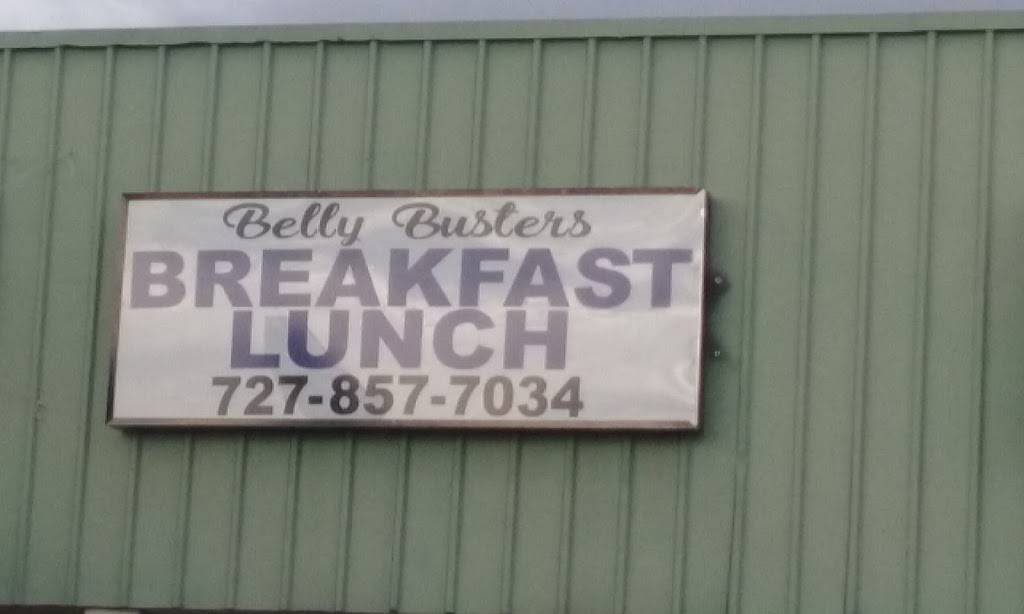 Belly Busters
BREAKFAST
LUNCH
727-857-7034